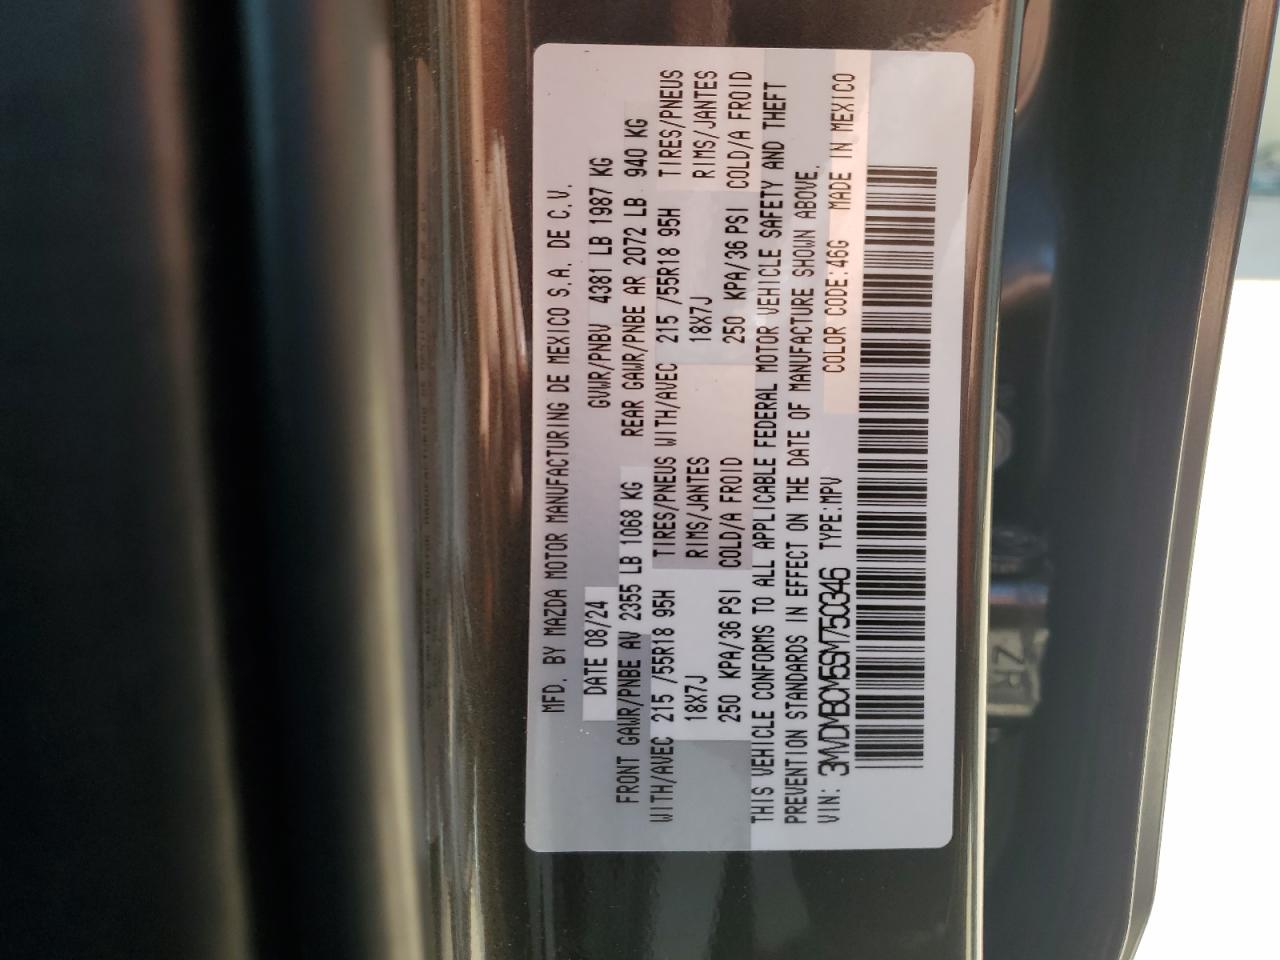 MFD. BY MAZDA MOTOR MANUFACTURING DE MEXICO S.A. DE C.V.
DATE 08/24 GVWR/PNBV 4381 LB 1987 KG
FRONT GAWR/PNBE AV 2355 LB 1068 KG REAR GAWR/PNBE AR 2072 LB 940 KG
WITH/AVEC 215 /55R18 95H TIRES/PNEUS WITH/AVEC 215 /55R18 95H TIRES/PNEUS
18X7J RIMS/JANTES 18X7J RIMS/JANTES
250 KPA/36 PSI COLD/A FROID 250 KPA/36 PSI COLD/A FROID
THIS VEHICLE CONFORMS TO ALL APPLICABLE FEDERAL MOTOR VEHICLE SAFETY AND THEFT
PREVENTION STANDARDS IN EFFECT ON THE DATE OF MANUFACTURE SHOWN ABOVE.
VIN: 3MVDMBCM5SM750346 TYPE:MPV COLOR CODE:46G MADE IN MEXICO
ZR